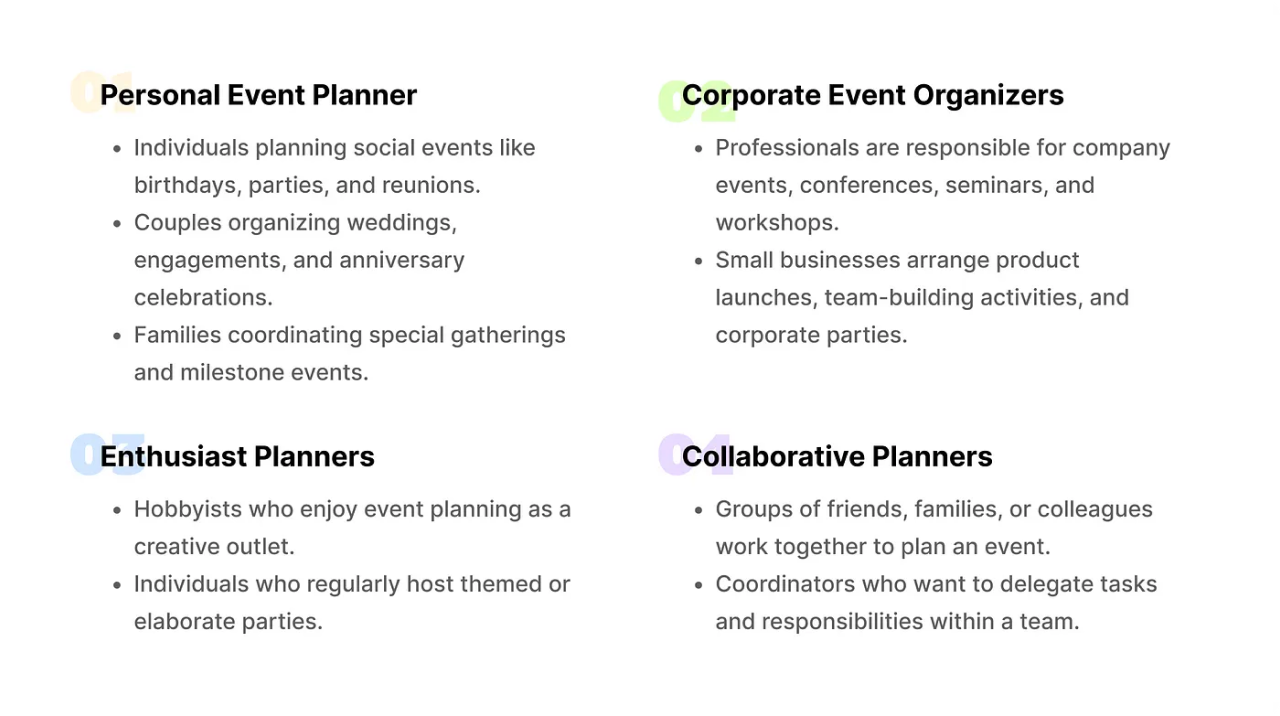 01
Personal Event Planner
• Individuals planning social events like
birthdays, parties, and reunions.
• Couples organizing weddings,
engagements, and anniversary
celebrations.
• Families coordinating special gatherings
and milestone events.
02
Corporate Event Organizers
• Professionals are responsible for company
events, conferences, seminars, and
workshops.
• Small businesses arrange product
launches, team-building activities, and
corporate parties.
03
Enthusiast Planners
• Hobbyists who enjoy event planning as a
creative outlet.
• Individuals who regularly host themed or
elaborate parties.
04
Collaborative Planners
• Groups of friends, families, or colleagues
work together to plan an event.
• Coordinators who want to delegate tasks
and responsibilities within a team.